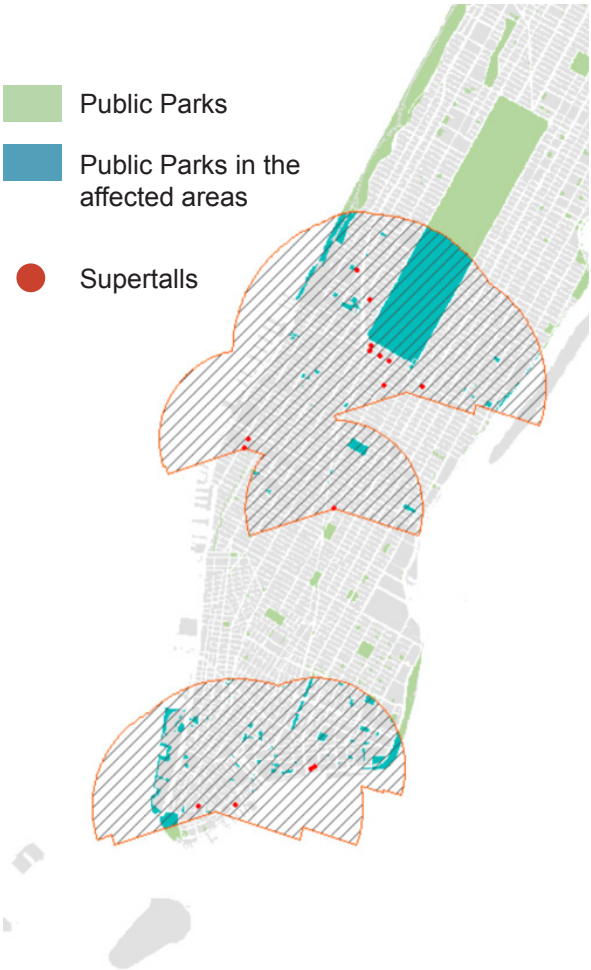 Public Parks
Public Parks in the
affected areas
Supertalls